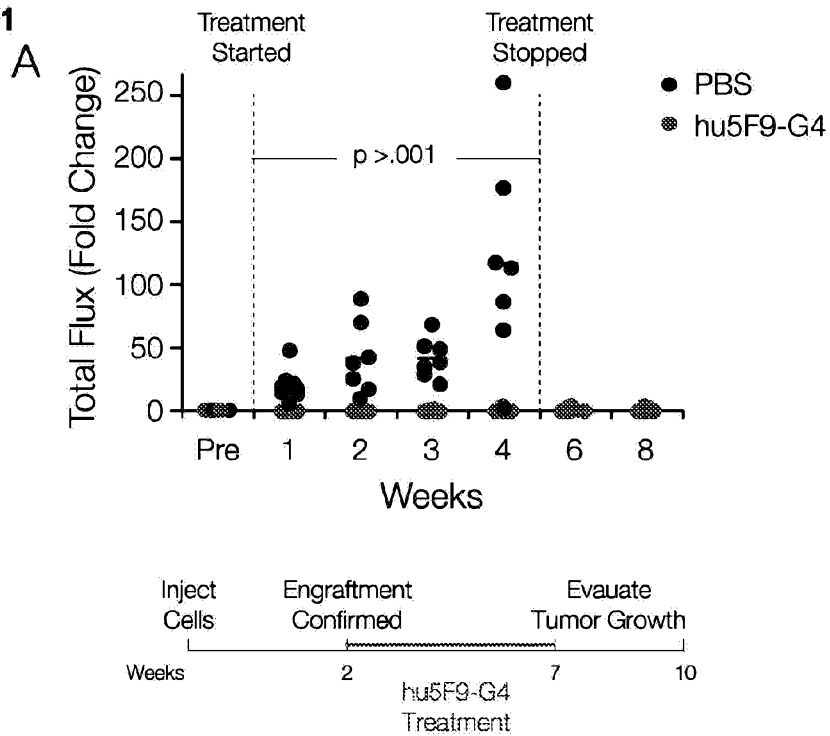 1
A
Treatment
Started
Treatment
Stopped
PBS
hu5F9-G4
Total Flux (Fold Change)
250
200
150
100
50
0
p >.001
Pre 1 2 3 4 6 8
Weeks
Inject
Cells
Engraftment
Confirmed
Evauate
Tumor Growth
Weeks 2 7 10
hu5F9-G4
Treatment